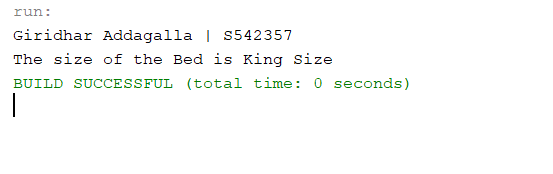 run:
Giridhar Addagalla | S542357
The size of the Bed is King Size
BUILD SUCCESSFUL (total time: 0 seconds)